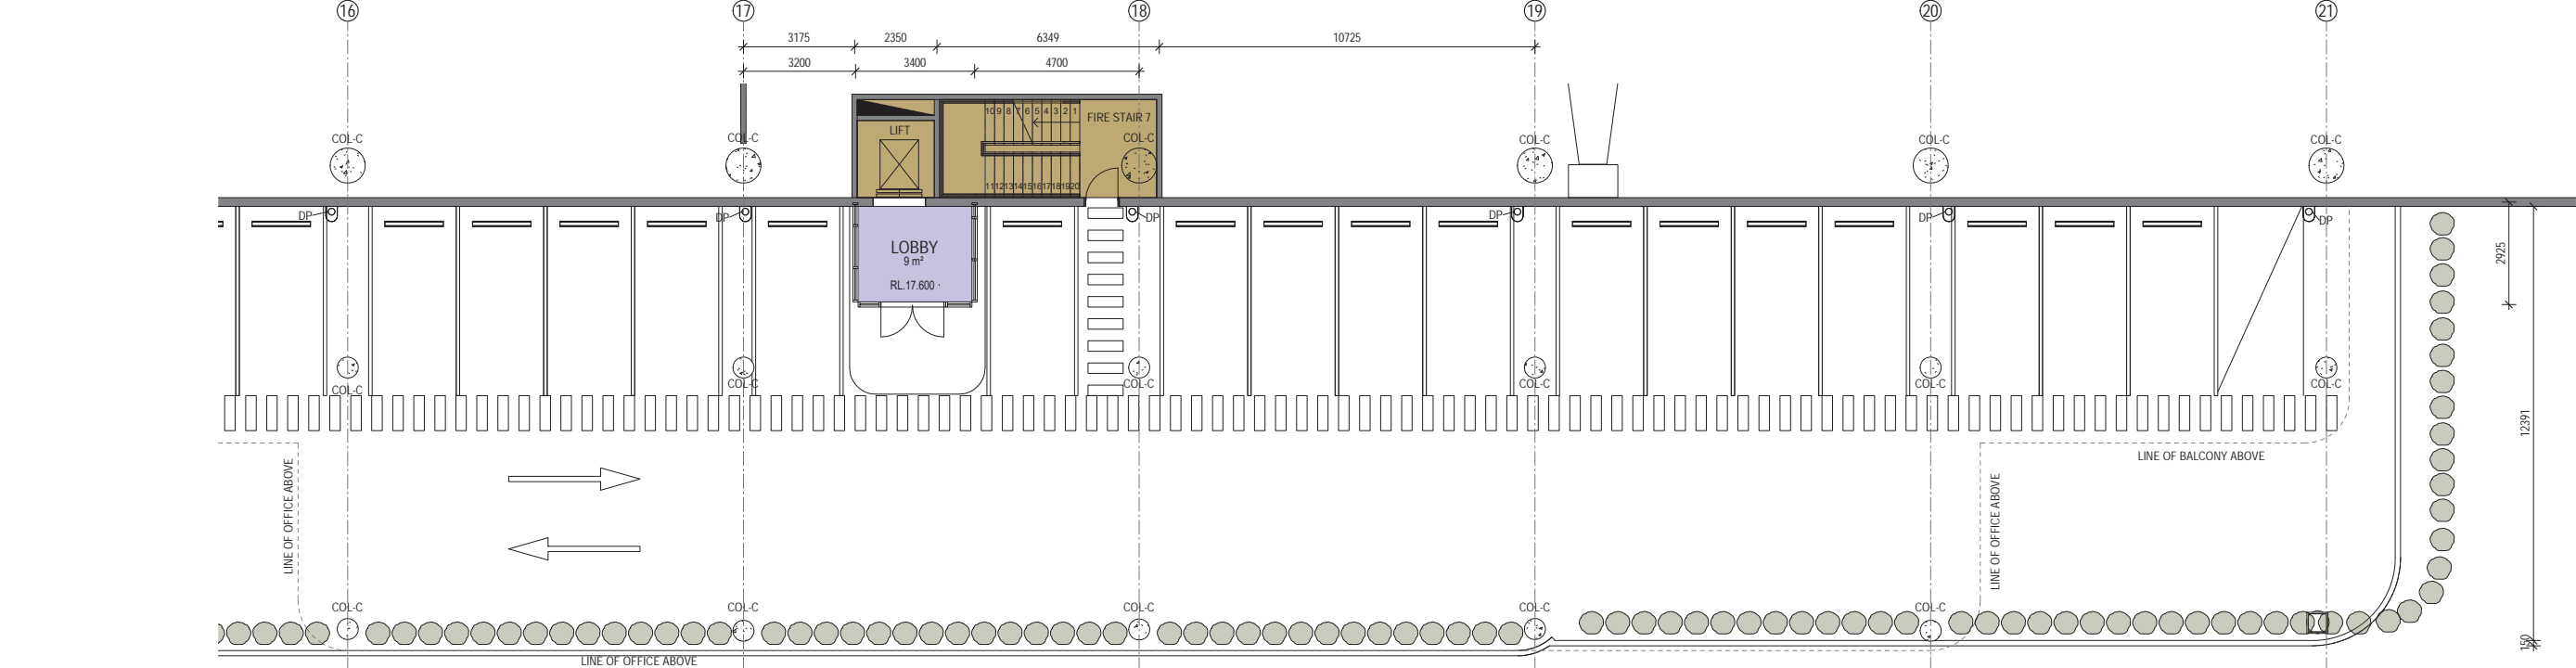 16 17 18 19 20 21
3175 2350 6349 10725
3200 3400 4700
10 9 8 7 6 5 4 3 2 1
FIRE STAIR 7
LIFT
COL-C COL-C COL-C COL-C COL-C COL-C
11 12 13 14 15 16 17 18 19 20
DP DP DP DP DP DP
LOBBY
9 m²
RL.17.600
2925
COL-C COL-C COL-C COL-C COL-C COL-C
12391
LINE OF BALCONY ABOVE
LINE OF OFFICE ABOVE
LINE OF OFFICE ABOVE
COL-C COL-C COL-C COL-C COL-C
150
LINE OF OFFICE ABOVE